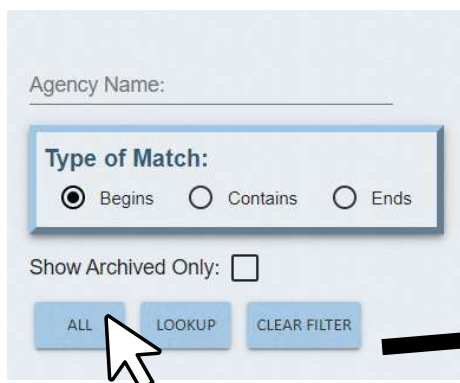 Agency Name:
Type of Match:
Begins Contains Ends
Show Archived Only:
ALL LOOKUP CLEAR FILTER